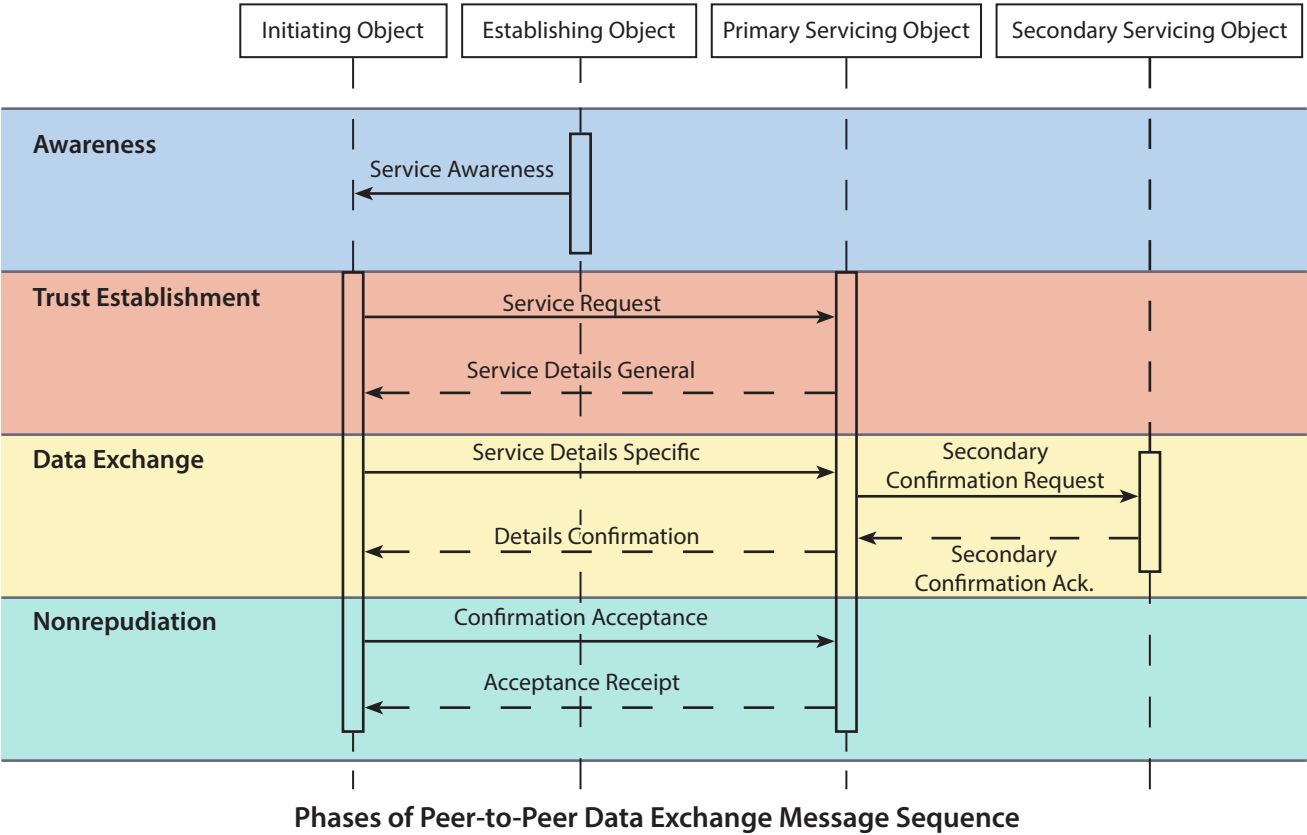 Initiating Object
Establishing Object
Primary Servicing Object
Secondary Servicing Object
Awareness
Service Awareness
Trust Establishment
Service Request
Service Details General
Data Exchange
Service Details Specific
Secondary
Confirmation Request
Details Confirmation
Secondary
Confirmation Ack.
Nonrepudiation
Confirmation Acceptance
Acceptance Receipt
Phases of Peer-to-Peer Data Exchange Message Sequence